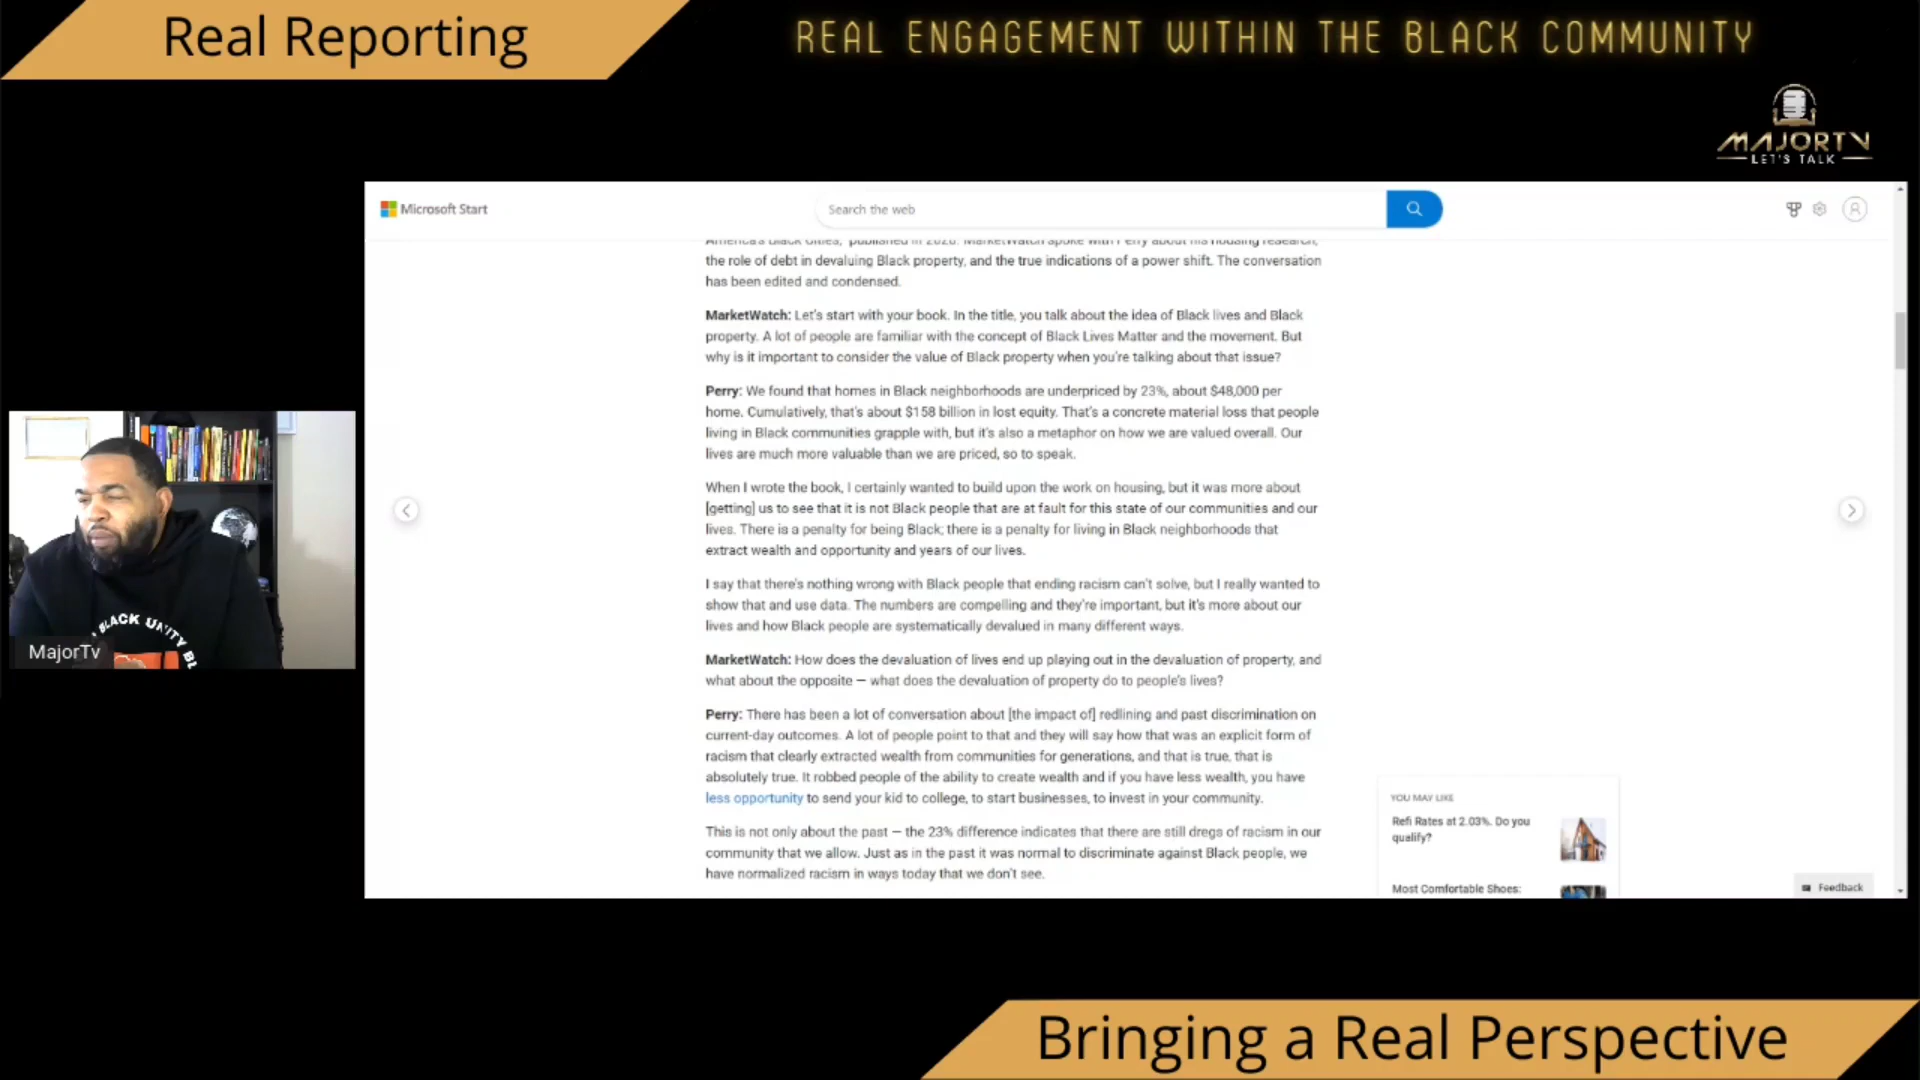 Real Reporting
REAL ENGAGEMENT WITHIN THE BLACK COMMUNITY
MAJORTV
LET'S TALK
Microsoft Start
Search the web
America's Black Cities," published in 2020. MarketWatch spoke with Perry about his housing research,
the role of debt in devaluing Black property, and the true indications of a power shift. The conversation
has been edited and condensed.
MarketWatch: Let's start with your book. In the title, you talk about the idea of Black lives and Black
property. A lot of people are familiar with the concept of Black Lives Matter and the movement. But
why is it important to consider the value of Black property when you're talking about that issue?
Perry: We found that homes in Black neighborhoods are underpriced by 23%, about $48,000 per
home. Cumulatively, that's about $158 billion in lost equity. That's a concrete material loss that people
living in Black communities grapple with, but it's also a metaphor on how we are valued overall. Our
lives are much more valuable than we are priced, so to speak.
When I wrote the book, I certainly wanted to build upon the work on housing, but it was more about
[getting] us to see that it is not Black people that are at fault for this state of our communities and our
lives. There is a penalty for being Black; there is a penalty for living in Black neighborhoods that
extract wealth and opportunity and years of our lives.
I say that there's nothing wrong with Black people that ending racism can't solve, but I really wanted to
show that and use data. The numbers are compelling and they're important, but it's more about our
lives and how Black people are systematically devalued in many different ways.
MarketWatch: How does the devaluation of lives end up playing out in the devaluation of property, and
what about the opposite — what does the devaluation of property do to people's lives?
Perry: There has been a lot of conversation about [the impact of] redlining and past discrimination on
current-day outcomes. A lot of people point to that and they will say how that was an explicit form of
racism that clearly extracted wealth from communities for generations, and that is true, that is
absolutely true. It robbed people of the ability to create wealth and if you have less wealth, you have
less opportunity to send your kid to college, to start businesses, to invest in your community.
This is not only about the past — the 23% difference indicates that there are still dregs of racism in our
community that we allow. Just as in the past it was normal to discriminate against Black people, we
have normalized racism in ways today that we don't see.
YOU MAY LIKE
Refi Rates at 2.03%. Do you
qualify?
Most Comfortable Shoes:
Feedback
BLACK UNITY BL
MajorTv
Bringing a Real Perspective